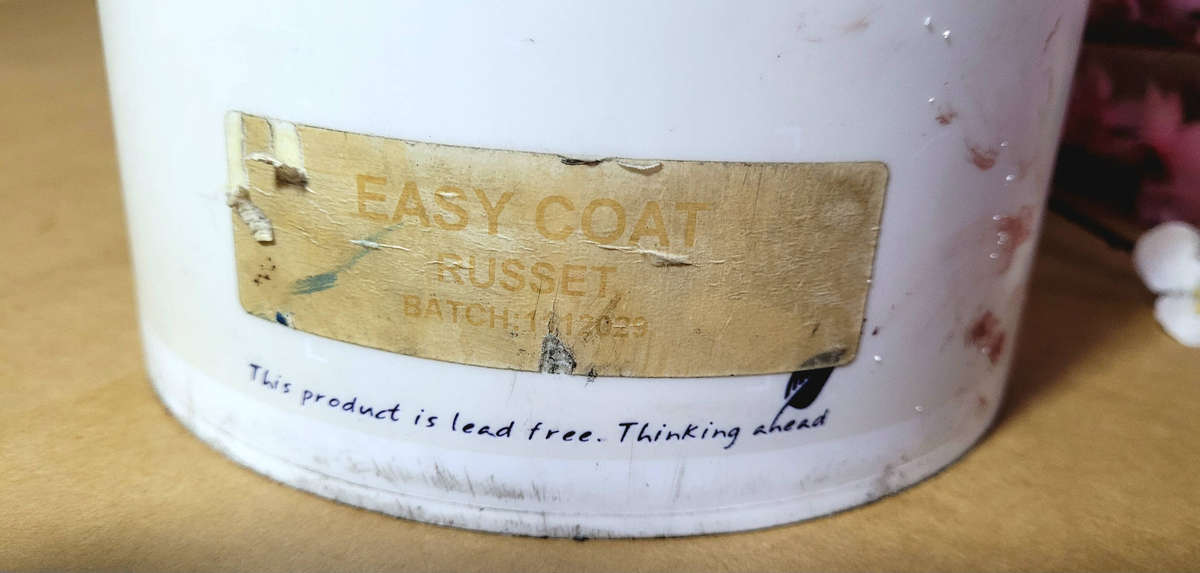 EASY COAT
RUSSET
BATCH:
This product is lead free. Thinking ahead